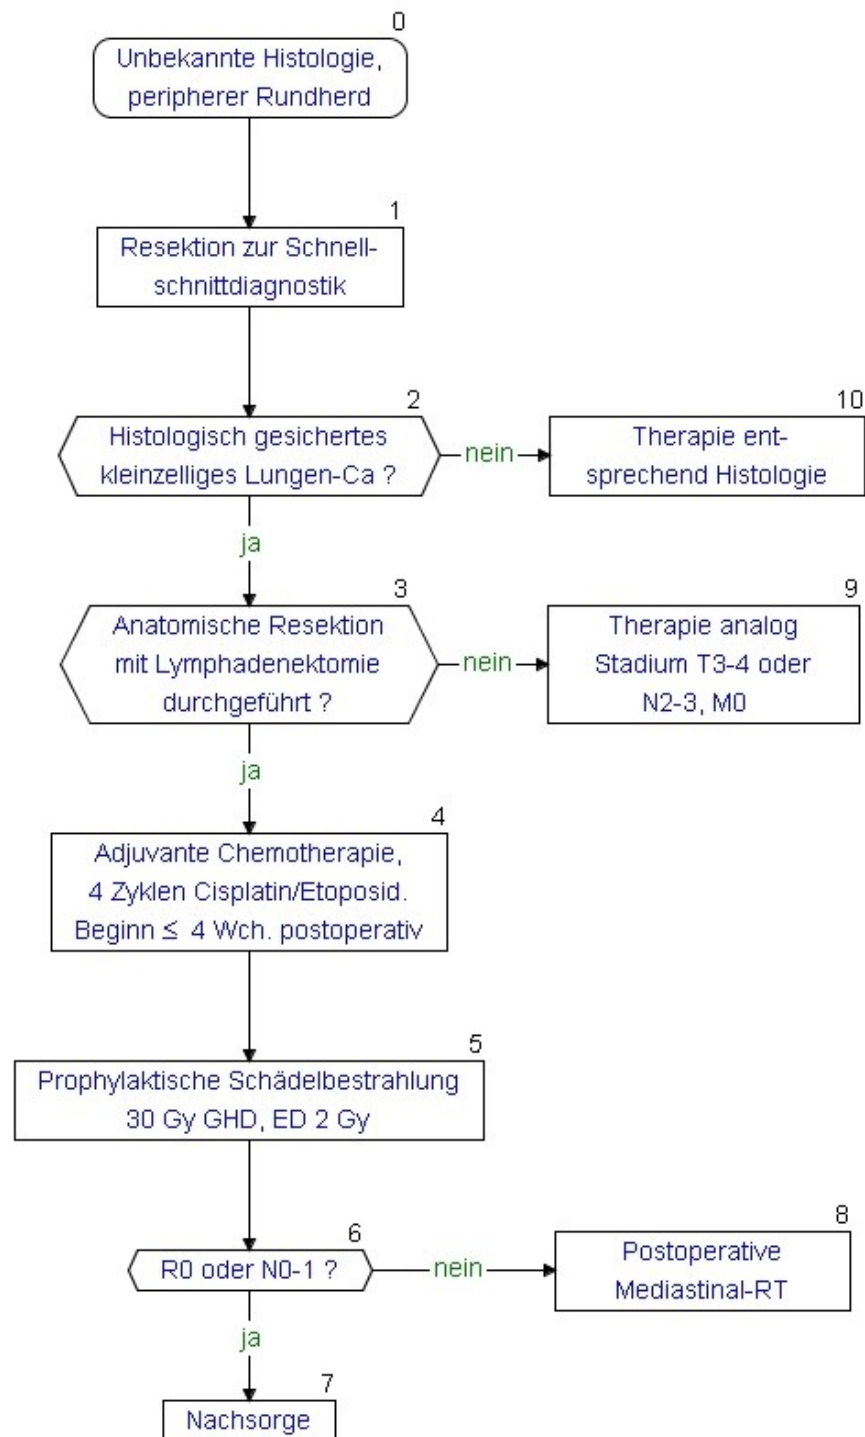 0
Unbekannte Histologie,
peripherer Rundherd
1
Resektion zur Schnell-
schnittdiagnostik
2
Histologisch gesichertes
kleinzelliges Lungen-Ca ?
nein
10
Therapie ent-
sprechend Histologie
ja
3
Anatomische Resektion
mit Lymphadenektomie
durchgeführt ?
nein
9
Therapie analog
Stadium T3-4 oder
N2-3, M0
ja
4
Adjuvante Chemotherapie,
4 Zyklen Cisplatin/Etoposid.
Beginn ≤ 4 Wch. postoperativ
5
Prophylaktische Schädelbestrahlung
30 Gy GHD, ED 2 Gy
6
R0 oder N0-1 ?
nein
8
Postoperative
Mediastinal-RT
ja
7
Nachsorge